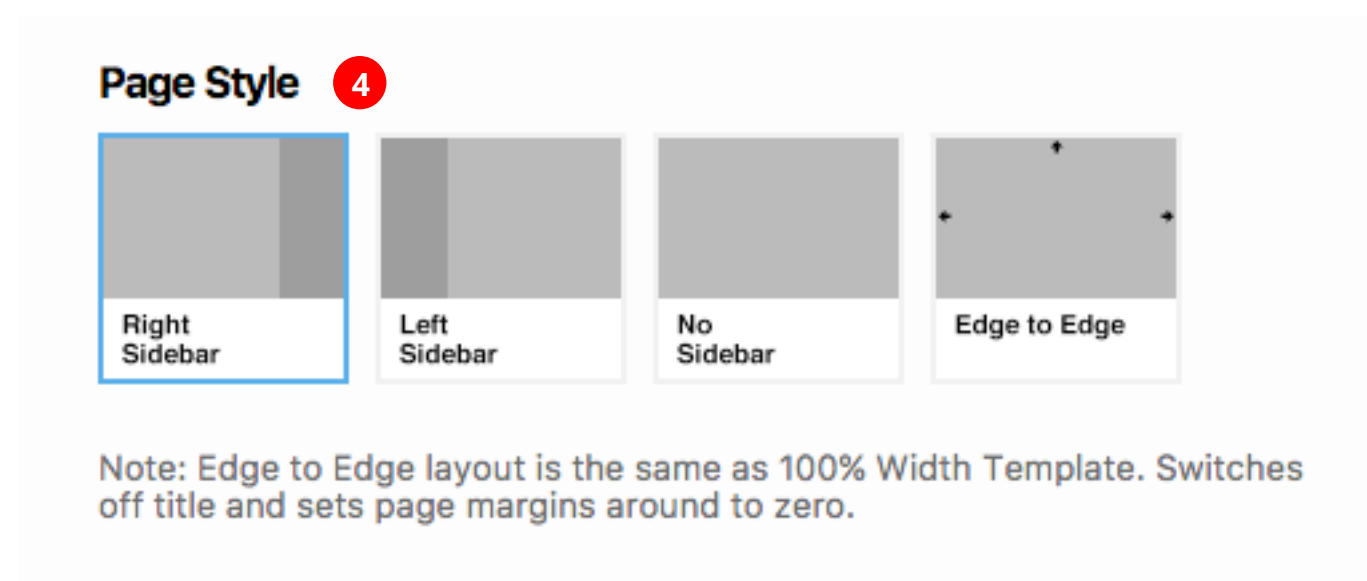 Page Style 4
Right
Sidebar
Left
Sidebar
No
Sidebar
Edge to Edge
Note: Edge to Edge layout is the same as 100% Width Template. Switches
off title and sets page margins around to zero.